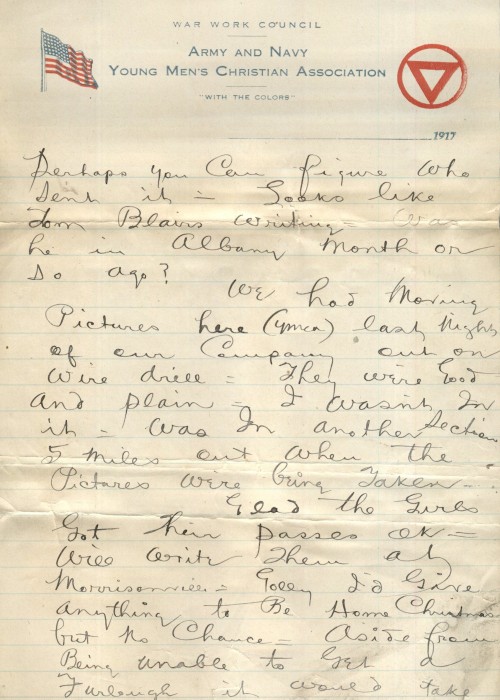 WAR WORK COUNCIL
ARMY AND NAVY
YOUNG MEN'S CHRISTIAN ASSOCIATION
"WITH THE COLORS"
1917
Perhaps you Can figure Who
Sent it = Looks like
Tom Blairs Writing = Was
he in Albany Month or
So ago?
We had Moving
Pictures here (ymca) last Night
of our Company out on
Wire drill = They were Good
And plain = I wasnt In
it = Was In another Section
5 Miles out When the
Pictures Were being Taken =
Glad the Girls
Got Their passes OK =
Will Write Them at
Morrisonville = Golly I'd Give
Anything to Be Home Christmas
but No Chance = Aside from
Being Unable to Get a
Furlough it would take